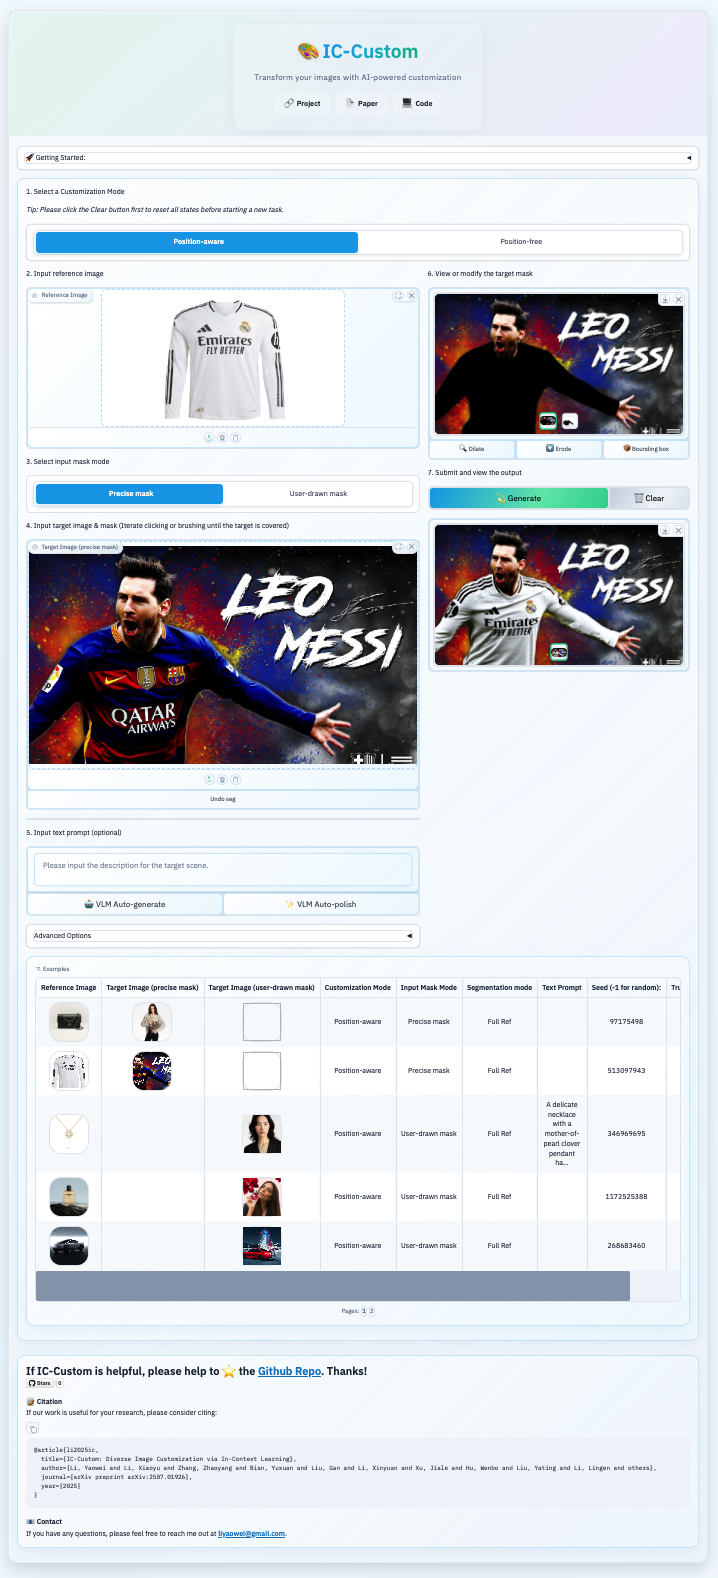 IC-Custom
Transform your images with AI-powered customization
Project
Paper
Code
Getting Started:
1. Select a Customization Mode
Tip: Please click the Clear button first to reset all states before starting a new task.
Position-aware
Position-free
2. Input reference image
Reference Image
Emirates
FLY BETTER
3. Select input mask mode
Precise mask
User-drawn mask
4. Input target image & mask (Iterate clicking or brushing until the target is covered)
Target Image (precise mask)
LEO
MESSI
QATAR
AIRWAYS
Undo seg
5. Input text prompt (optional)
Please input the description for the target scene.
VLM Auto-generate
VLM Auto-polish
Advanced Options
6. View or modify the target mask
LEO
MESSI
Dilate
Erode
Bounding box
7. Submit and view the output
Generate
Clear
LEO
MESSI
Emirates
FLY BETTER
Examples
Reference Image Target Image (precise mask) Target Image (user-drawn mask) Customization Mode Input Mask Mode Segmentation mode Text Prompt Seed (-1 for random): Tru
Position-aware Precise mask Full Ref 97175498
LEO
Position-aware Precise mask Full Ref 513097943
Position-aware User-drawn mask Full Ref
A delicate
necklace
with a
mother-of-
pearl clover
pendant
ha...
346969695
Position-aware User-drawn mask Full Ref 1172525388
Position-aware User-drawn mask Full Ref 268683460
Pages: 1 2
If IC-Custom is helpful, please help to ⭐ the Github Repo. Thanks!
Stars 0
Citation
If our work is useful for your research, please consider citing:
@article{li2025ic,
title={IC-Custom: Diverse Image Customization via In-Context Learning},
author={Li, Yaowei and Li, Xiaoyu and Zhang, Zhaoyang and Bian, Yuxuan and Liu, Gan and Li, Xinyuan and Xu, Jiale and Hu, Wenbo and Liu, Yating and Li, Lingen and others},
journal={arXiv preprint arXiv:2507.01926},
year={2025}
}
Contact
If you have any questions, please feel free to reach me out at liyaowei@gmail.com.